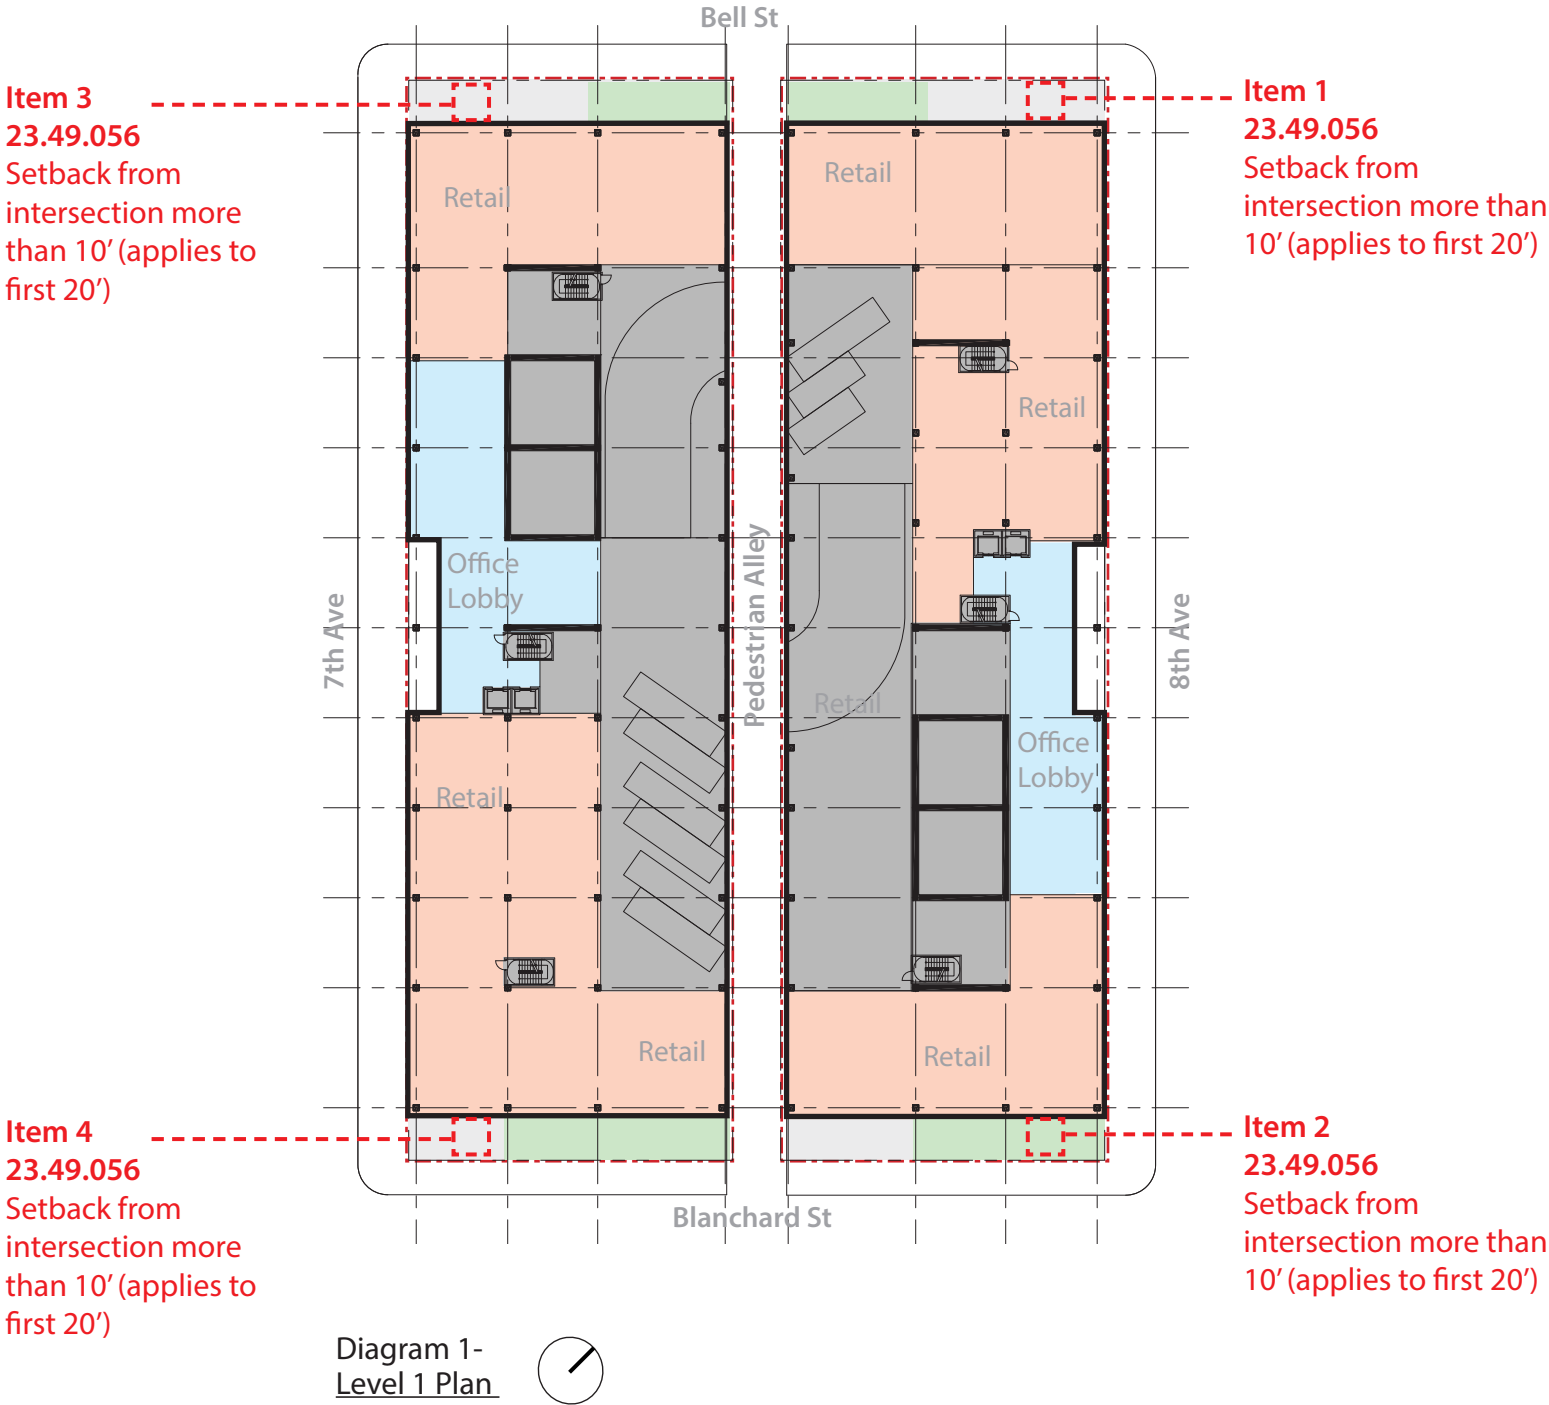 Bell St
Item 3
23.49.056
Setback from
intersection more
than 10’ (applies to
first 20’)
Item 1
23.49.056
Setback from
intersection more than
10’ (applies to first 20’)
Retail
Retail
Retail
Office
Lobby
7th Ave
Pedestrian Alley
8th Ave
Retail
Office
Lobby
Retail
Retail
Retail
Item 4
23.49.056
Setback from
intersection more
than 10’ (applies to
first 20’)
Item 2
23.49.056
Setback from
intersection more than
10’ (applies to first 20’)
Blanchard St
Diagram 1-
Level 1 Plan